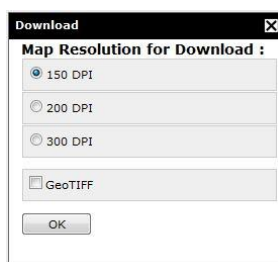 Download X
Map Resolution for Download :
150 DPI
200 DPI
300 DPI
GeoTIFF
OK